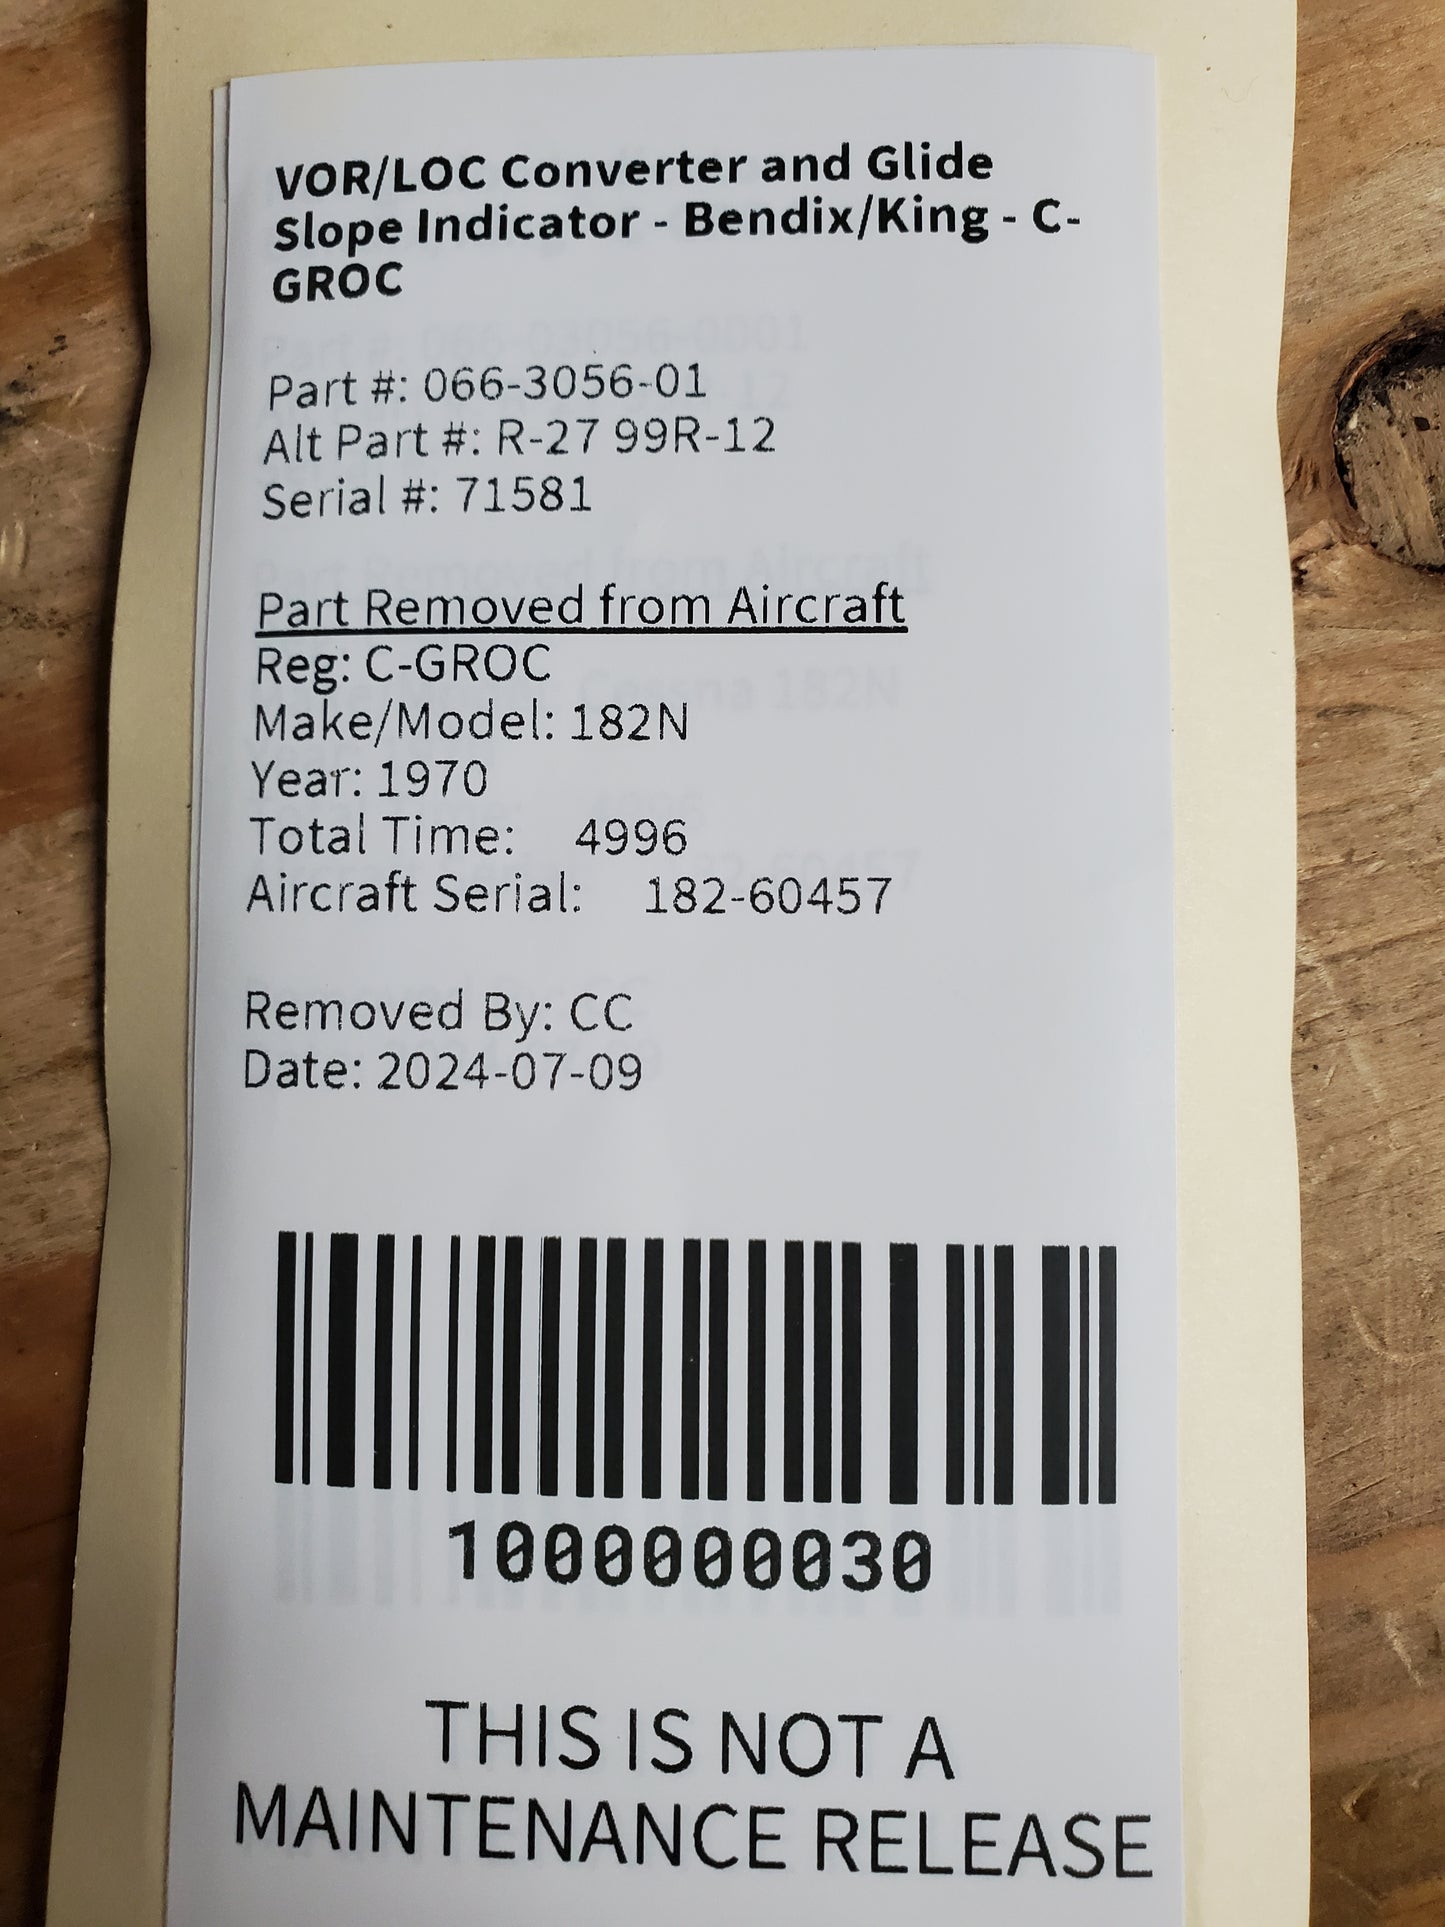 VOR/LOC Converter and Glide
Slope Indicator - Bendix/King - C-
GROC
Part #: 066-3056-01
Alt Part #: R-27 99R-12
Serial #: 71581
Part Removed from Aircraft
Reg: C-GROC
Make/Model: 182N
Year: 1970
Total Time: 4996
Aircraft Serial: 182-60457
Removed By: CC
Date: 2024-07-09
1000000030
THIS IS NOT A
MAINTENANCE RELEASE